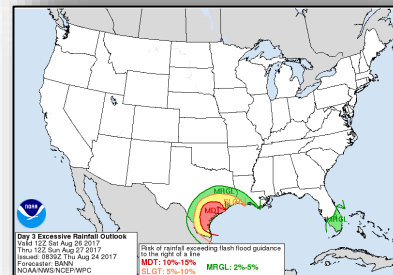 MRGL
SLGT
MDT
MRGL
noaa
Day 3 Excessive Rainfall Outlook
Valid 12Z Sat Aug 26 2017
Thru 12Z Sun Aug 27 2017
Issued: 0839Z Thu Aug 24 2017
Forecaster: BANN
NOAA/NWS/NCEP/WPC
Risk of rainfall exceeding flash flood guidance
to the right of a line
MDT: 10%-15%
SLGT: 5%-10%
MRGL: 2%-5%